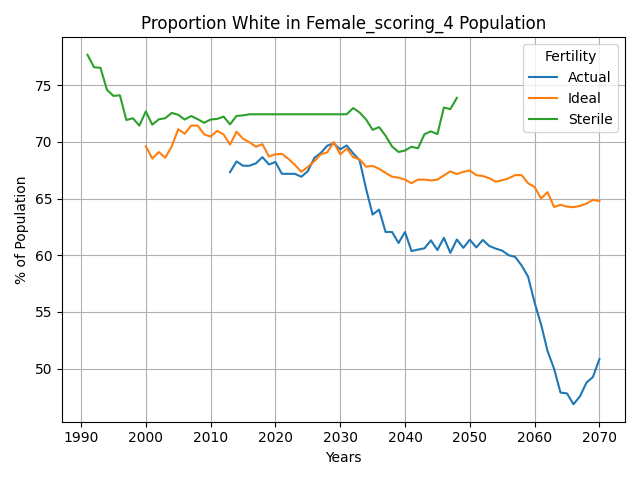 Proportion White in Female_scoring_4 Population
Fertility
Actual
Ideal
Sterile
% of Population
75
70
65
60
55
50
1990 2000 2010 2020 2030 2040 2050 2060 2070
Years